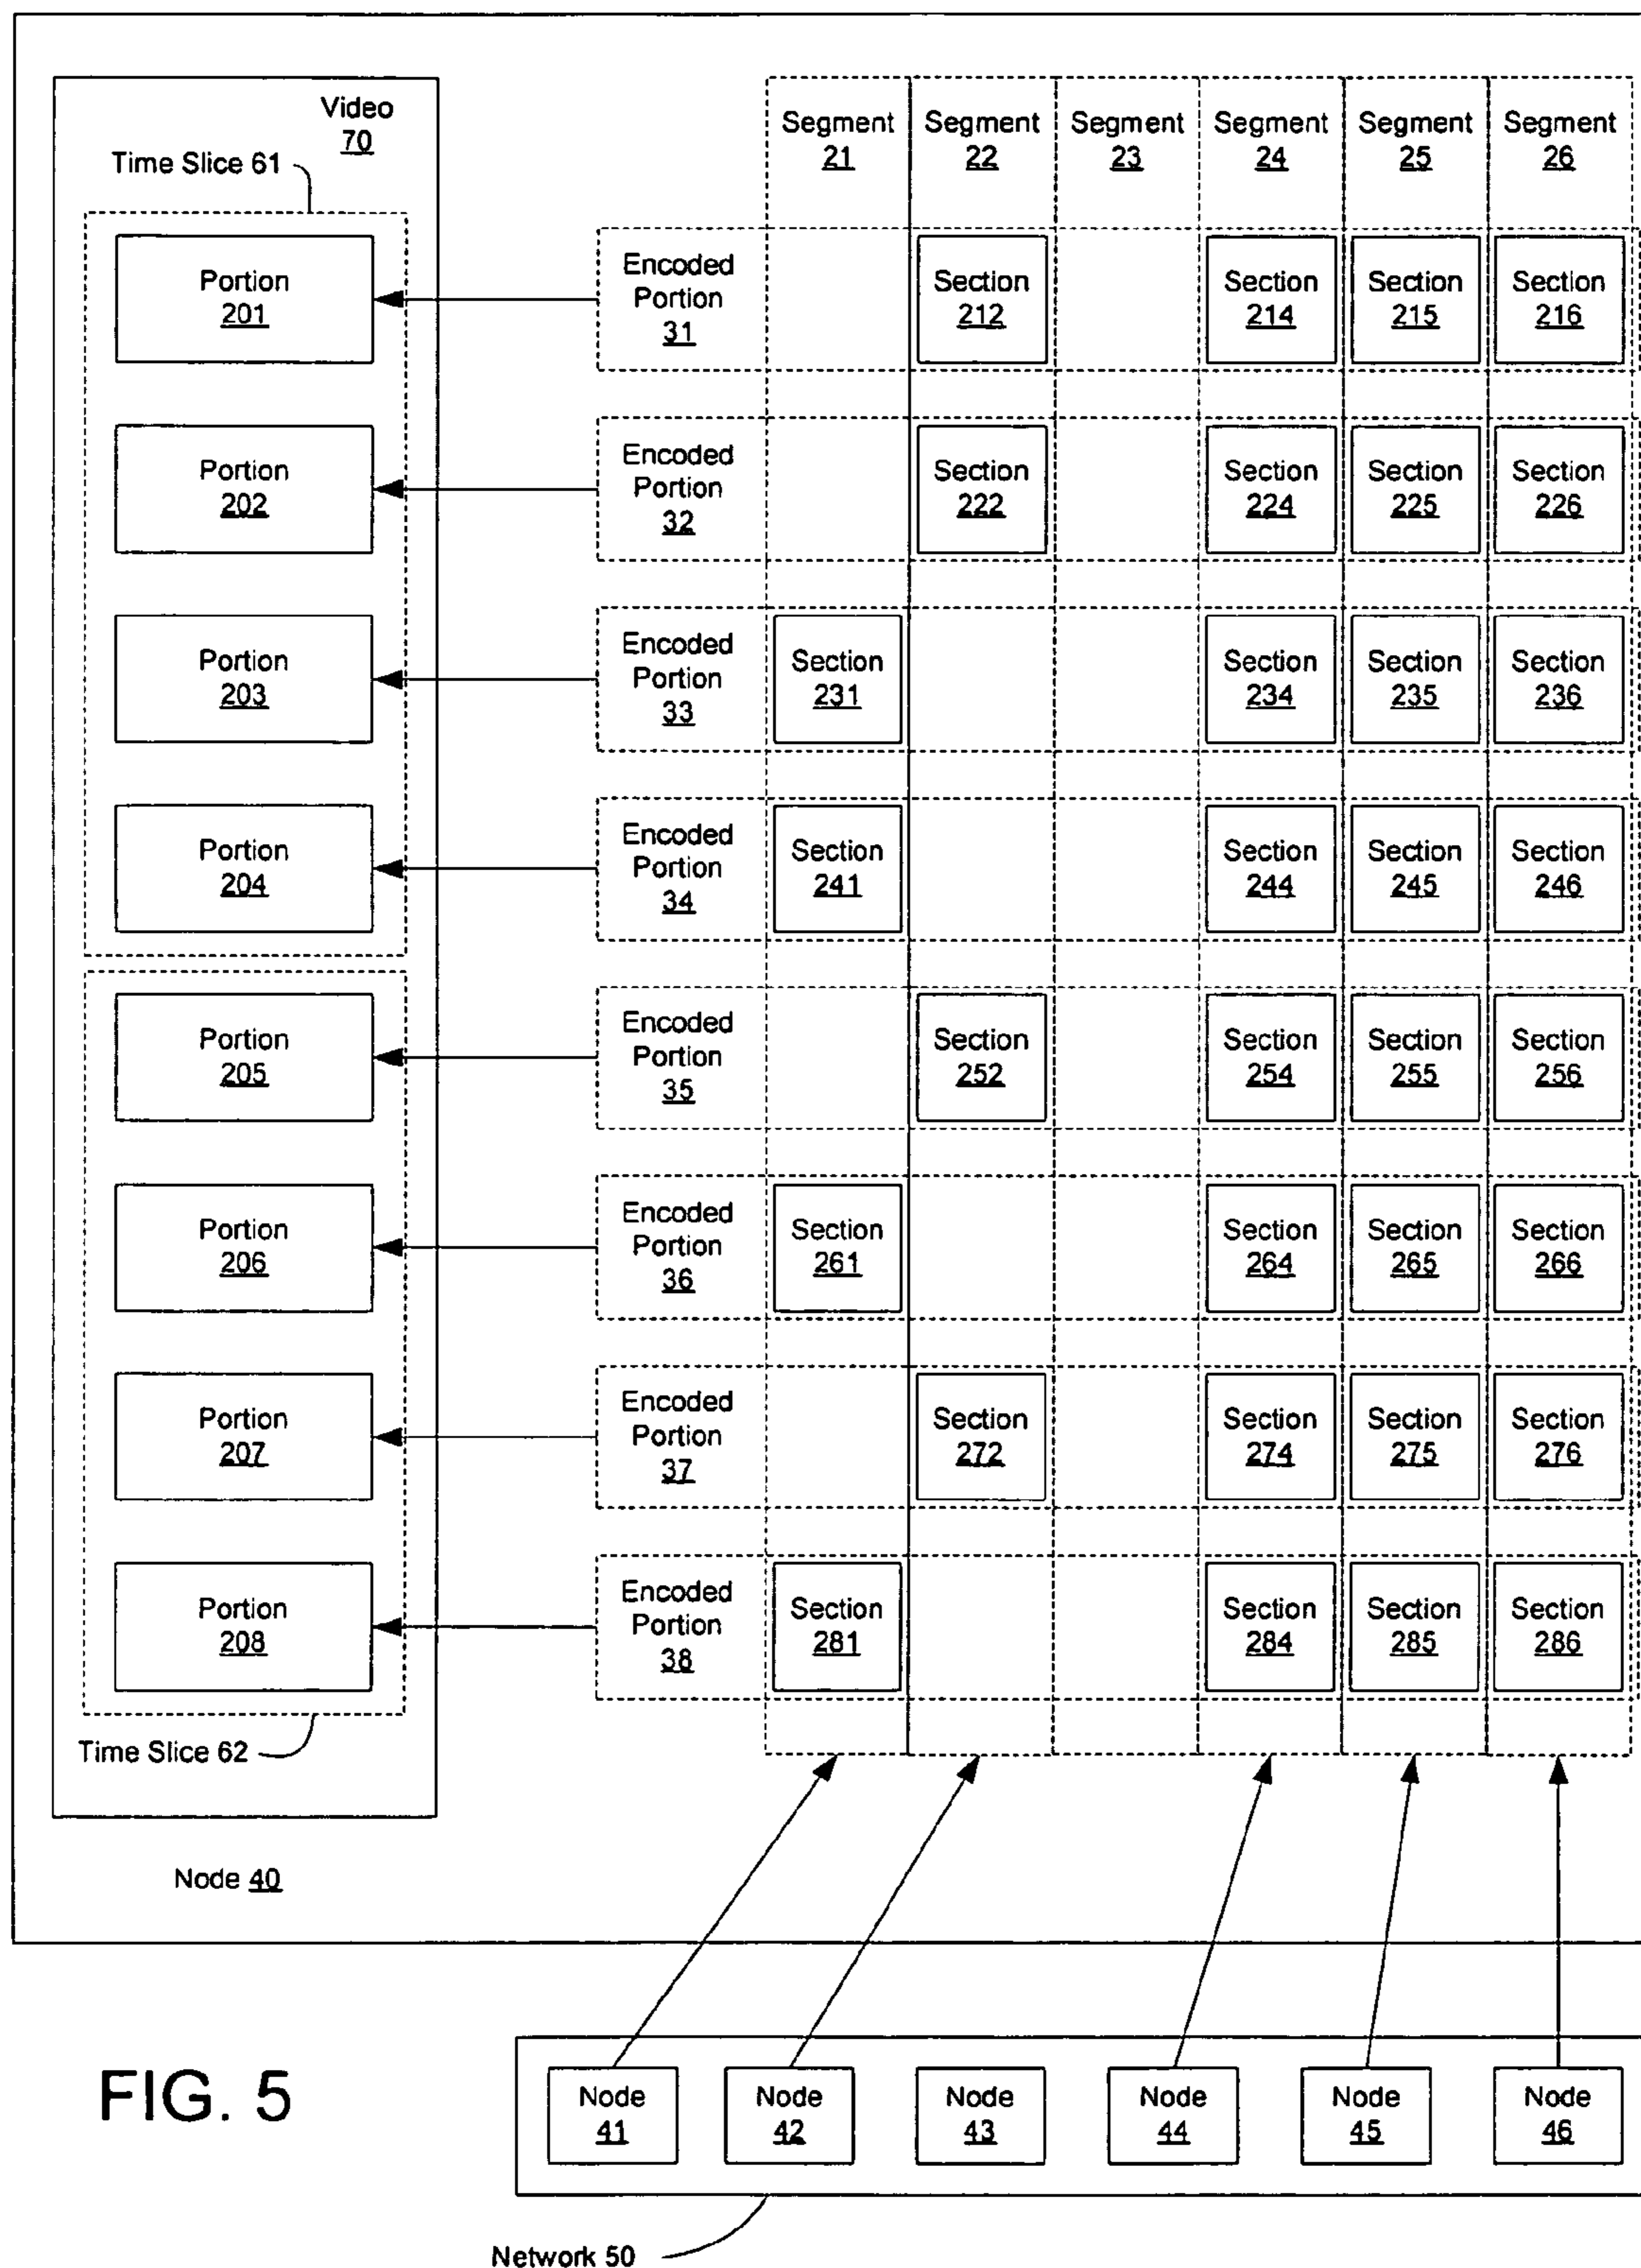 Video
70
Time Slice 61
Segment
21
Segment
22
Segment
23
Segment
24
Segment
25
Segment
26
Portion
201
Encoded
Portion
31
Section
212
Section
214
Section
215
Section
216
Portion
202
Encoded
Portion
32
Section
222
Section
224
Section
225
Section
226
Portion
203
Encoded
Portion
33
Section
231
Section
234
Section
235
Section
236
Portion
204
Encoded
Portion
34
Section
241
Section
244
Section
245
Section
246
Portion
205
Encoded
Portion
35
Section
252
Section
254
Section
255
Section
256
Portion
206
Encoded
Portion
36
Section
261
Section
264
Section
265
Section
266
Portion
207
Encoded
Portion
37
Section
272
Section
274
Section
275
Section
276
Portion
208
Encoded
Portion
38
Section
281
Section
284
Section
285
Section
286
Time Slice 62
Node 40
FIG. 5
Node
41
Node
42
Node
43
Node
44
Node
45
Node
46
Network 50